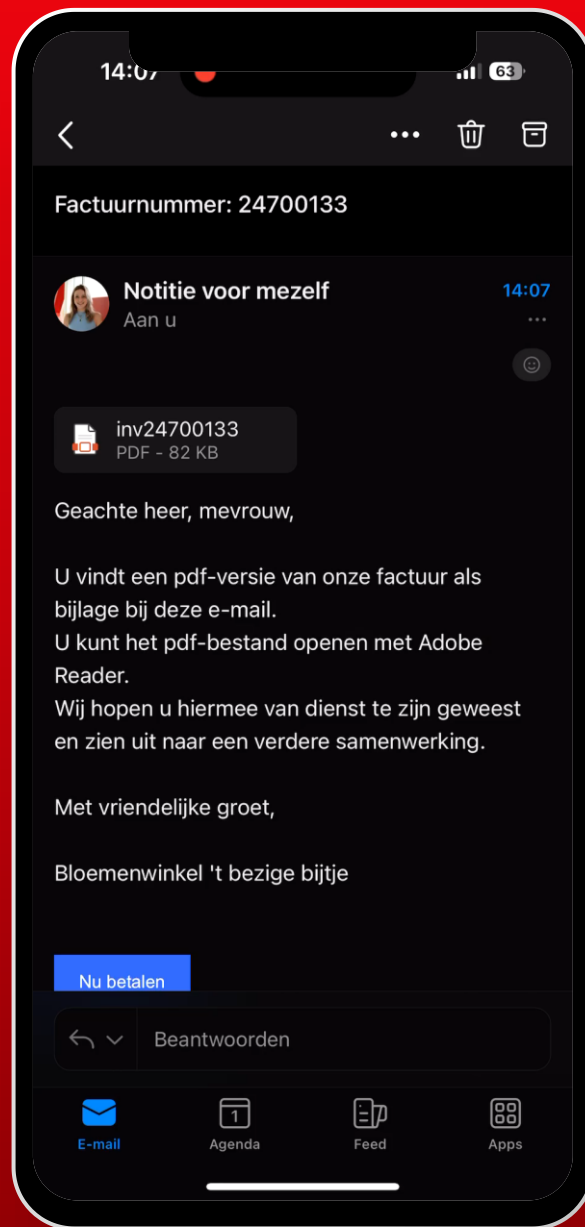 14:07
63
Factuurnummer: 24700133
Notitie voor mezelf
14:07
Aan u
inv24700133
PDF - 82 KB
Geachte heer, mevrouw,
U vindt een pdf-versie van onze factuur als
bijlage bij deze e-mail.
U kunt het pdf-bestand openen met Adobe
Reader.
Wij hopen u hiermee van dienst te zijn geweest
en zien uit naar een verdere samenwerking.
Met vriendelijke groet,
Bloemenwinkel 't bezige bijtje
Nu betalen
Beantwoorden
1
E-mail
Agenda
Feed
Apps